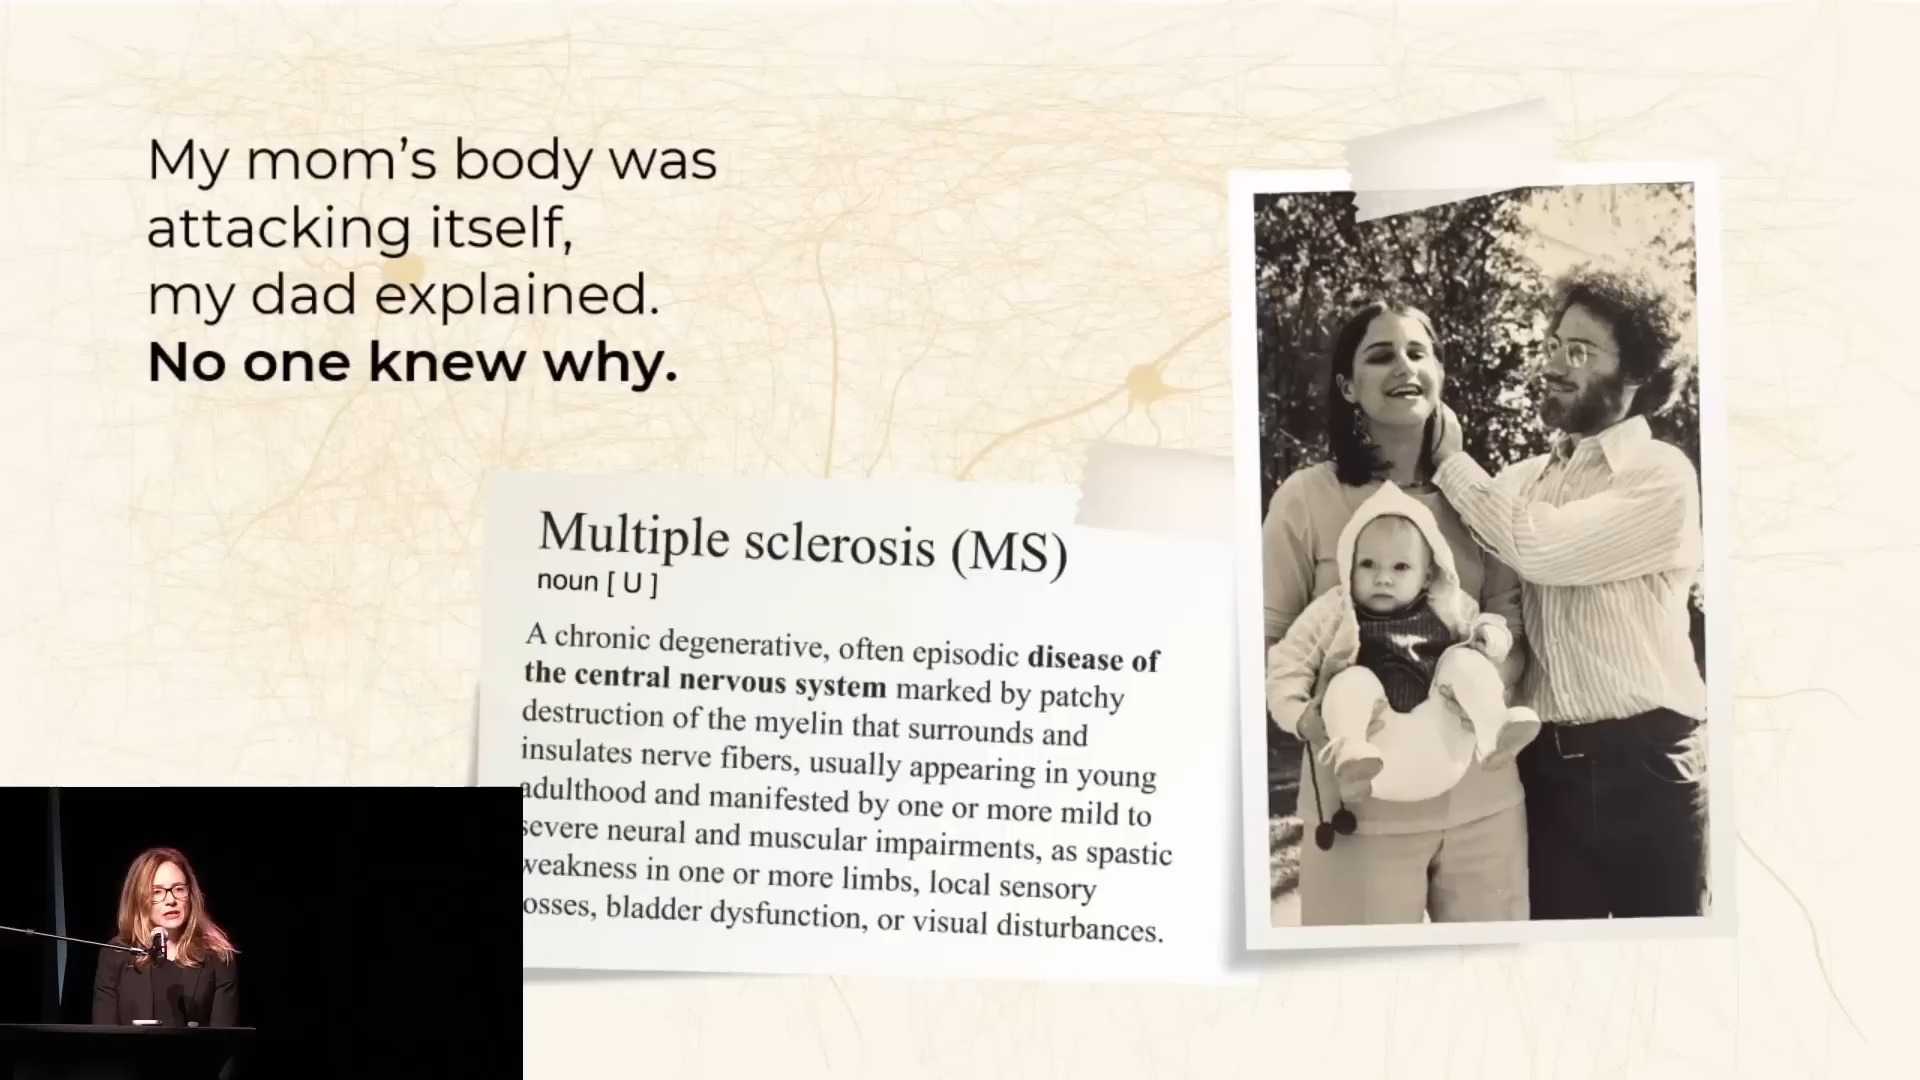 My mom’s body was
attacking itself,
my dad explained.
No one knew why.
Multiple sclerosis (MS)
noun [ U ]
A chronic degenerative, often episodic disease of
the central nervous system marked by patchy
destruction of the myelin that surrounds and
insulates nerve fibers, usually appearing in young
adulthood and manifested by one or more mild to
severe neural and muscular impairments, as spastic
weakness in one or more limbs, local sensory
osses, bladder dysfunction, or visual disturbances.